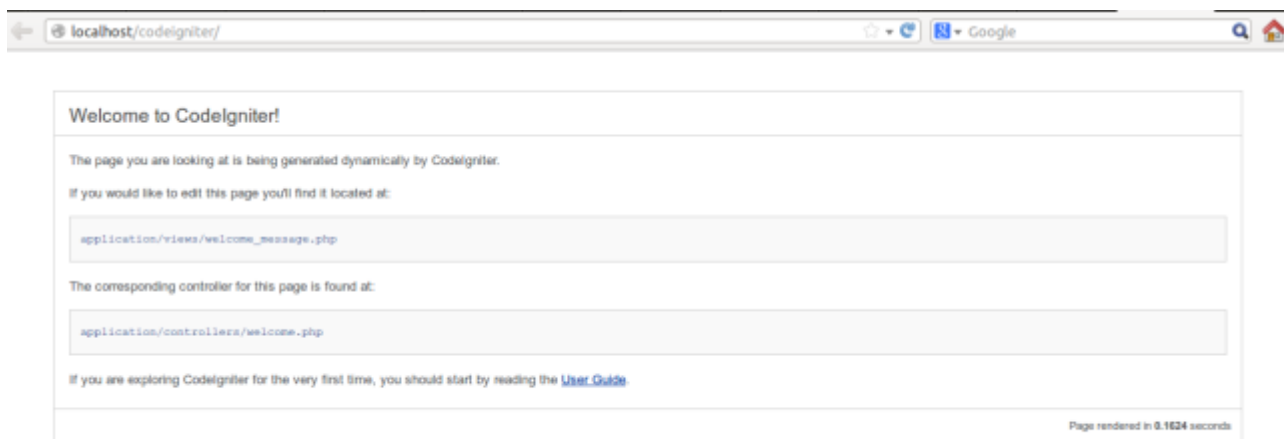 localhost/codeigniter/
Google
Welcome to CodeIgniter!
The page you are looking at is being generated dynamically by CodeIgniter.
If you would like to edit this page you'll find it located at:
application/views/welcome_message.php
The corresponding controller for this page is found at:
application/controllers/welcome.php
If you are exploring CodeIgniter for the very first time, you should start by reading the User Guide.
Page rendered in 0.1624 seconds